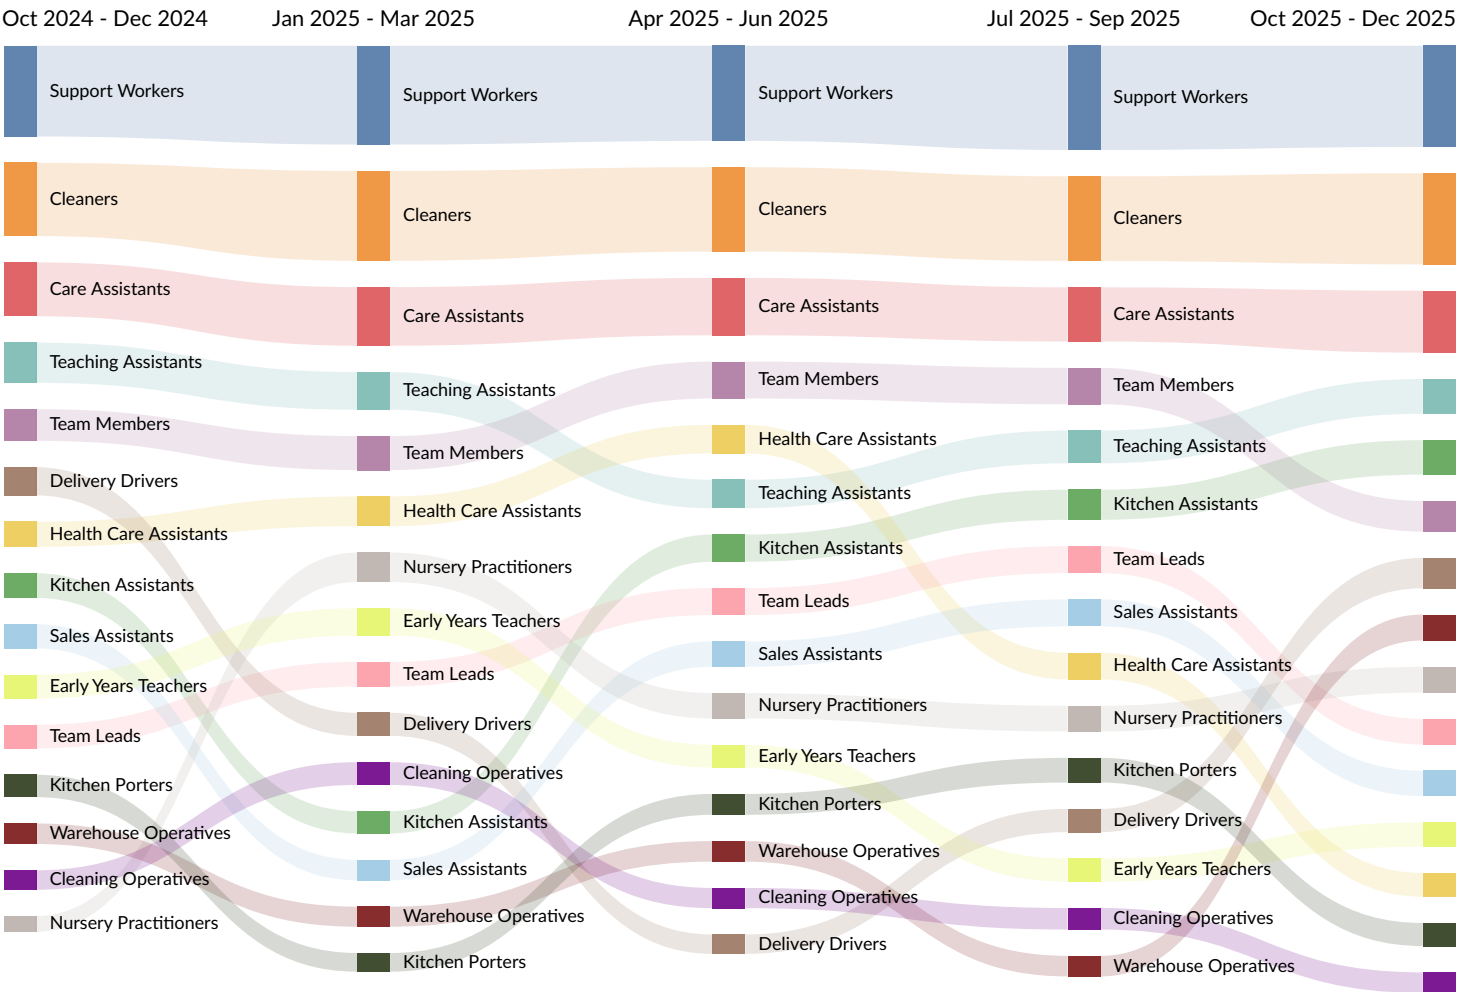 Oct 2024 - Dec 2024
Jan 2025 - Mar 2025
Apr 2025 - Jun 2025
Jul 2025 - Sep 2025
Oct 2025 - Dec 2025
Support Workers
Cleaners
Care Assistants
Teaching Assistants
Team Members
Delivery Drivers
Health Care Assistants
Kitchen Assistants
Sales Assistants
Early Years Teachers
Team Leads
Kitchen Porters
Warehouse Operatives
Cleaning Operatives
Nursery Practitioners
Support Workers
Cleaners
Care Assistants
Teaching Assistants
Team Members
Health Care Assistants
Nursery Practitioners
Early Years Teachers
Team Leads
Delivery Drivers
Cleaning Operatives
Kitchen Assistants
Sales Assistants
Warehouse Operatives
Kitchen Porters
Support Workers
Cleaners
Care Assistants
Team Members
Health Care Assistants
Teaching Assistants
Kitchen Assistants
Team Leads
Sales Assistants
Nursery Practitioners
Early Years Teachers
Kitchen Porters
Warehouse Operatives
Cleaning Operatives
Delivery Drivers
Support Workers
Cleaners
Care Assistants
Team Members
Teaching Assistants
Kitchen Assistants
Team Leads
Sales Assistants
Health Care Assistants
Nursery Practitioners
Kitchen Porters
Delivery Drivers
Early Years Teachers
Cleaning Operatives
Warehouse Operatives